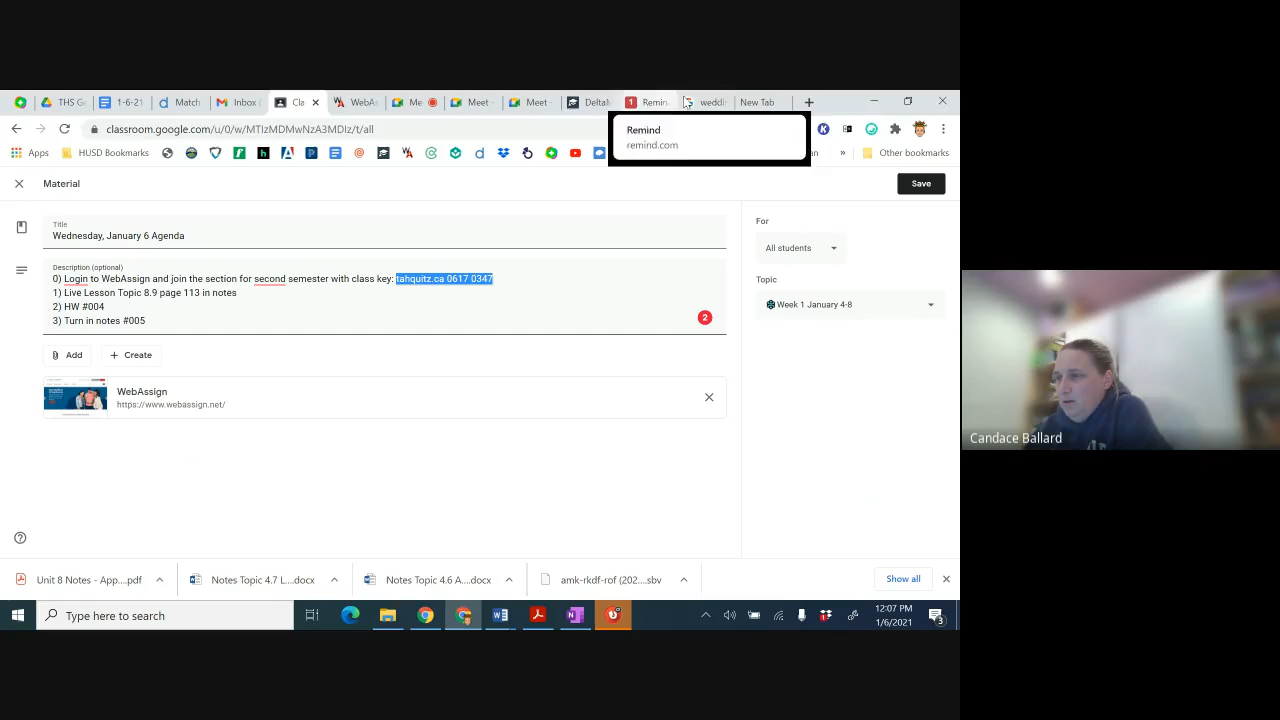 THS Ge
1-6-21
Match
Inbox (
Cla
WebAs
Me
Meet -
Meet -
DeltaM
Remin
weddi
New Tab
classroom.google.com/u/0/w/MTIzMDMwNzA3MDIz/t/all
Remind
remind.com
Apps
HUSD Bookmarks
Other bookmarks
Material
Save
Title
Wednesday, January 6 Agenda
For
All students
Description (optional)
0) Login to WebAssign and join the section for second semester with class key: tahquitz.ca 0617 0347
1) Live Lesson Topic 8.9 page 113 in notes
2) HW #004
3) Turn in notes #005
2
Topic
Week 1 January 4-8
Add
Create
WebAssign
https://www.webassign.net/
Candace Ballard
Unit 8 Notes - App....pdf
Notes Topic 4.7 L....docx
Notes Topic 4.6 A....docx
amk-rkdf-rof (202....sbv
Show all
Type here to search
12:07 PM
1/6/2021
3